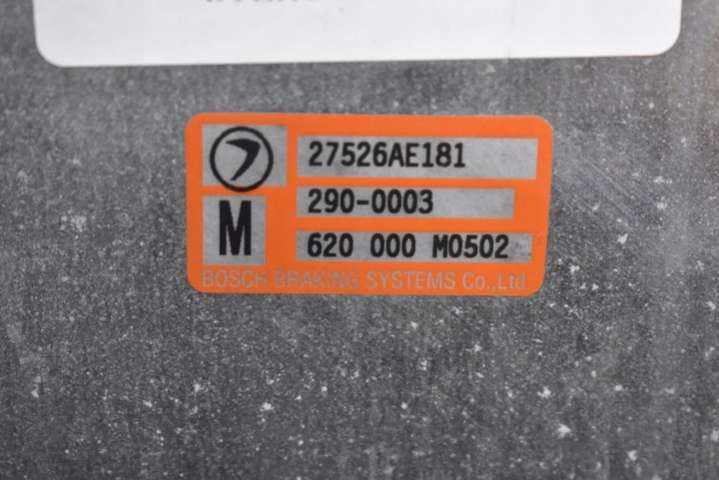 27526AE181
290-0003
M
620 000 M0502
BOSCH BRAKING SYSTEMS Co.,Ltd.